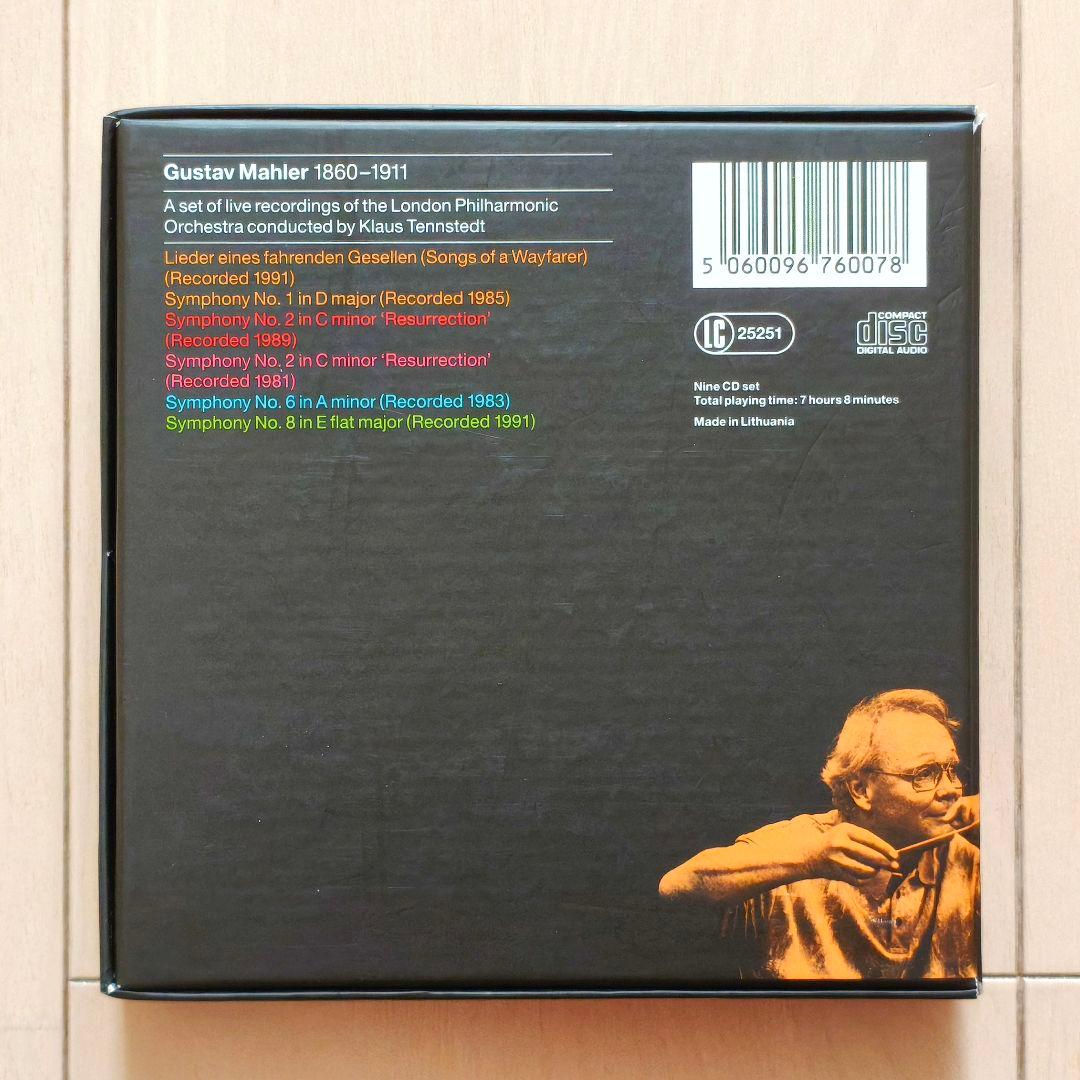 Gustav Mahler 1860–1911
A set of live recordings of the London Philharmonic
Orchestra conducted by Klaus Tennstedt
Lieder eines fahrenden Gesellen (Songs of a Wayfarer)
(Recorded 1991)
Symphony No. 1 in D major (Recorded 1985)
Symphony No. 2 in C minor ‘Resurrection’
(Recorded 1989)
Symphony No. 2 in C minor ‘Resurrection’
(Recorded 1981)
Symphony No. 6 in A minor (Recorded 1983)
Symphony No. 8 in E flat major (Recorded 1991)
5 060096 760078
LC 25251
COMPACT
disc
DIGITAL AUDIO
Nine CD set
Total playing time: 7 hours 8 minutes
Made in Lithuania